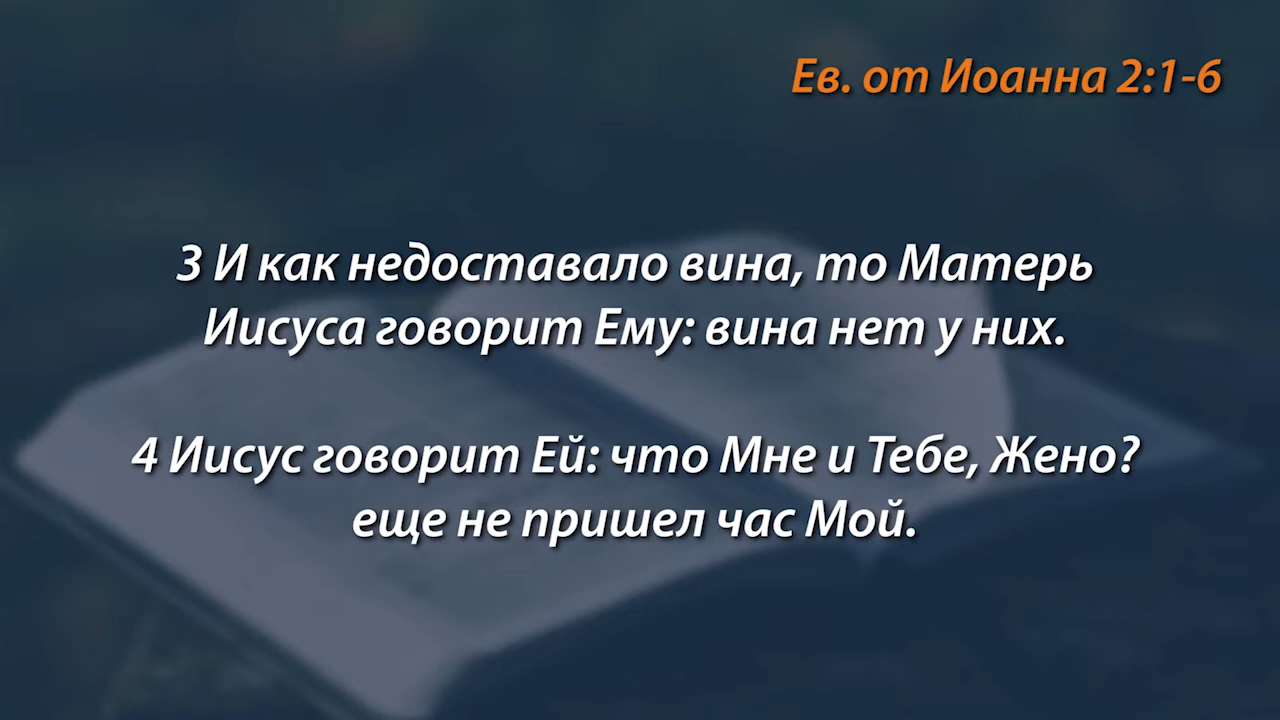 Ев. от Иоанна 2:1-6
3 И как недоставало вина, то Матерь
Иисуса говорит Ему: вина нет у них.
4 Иисус говорит Ей: что Мне и Тебе, Жено?
еще не пришел час Мой.